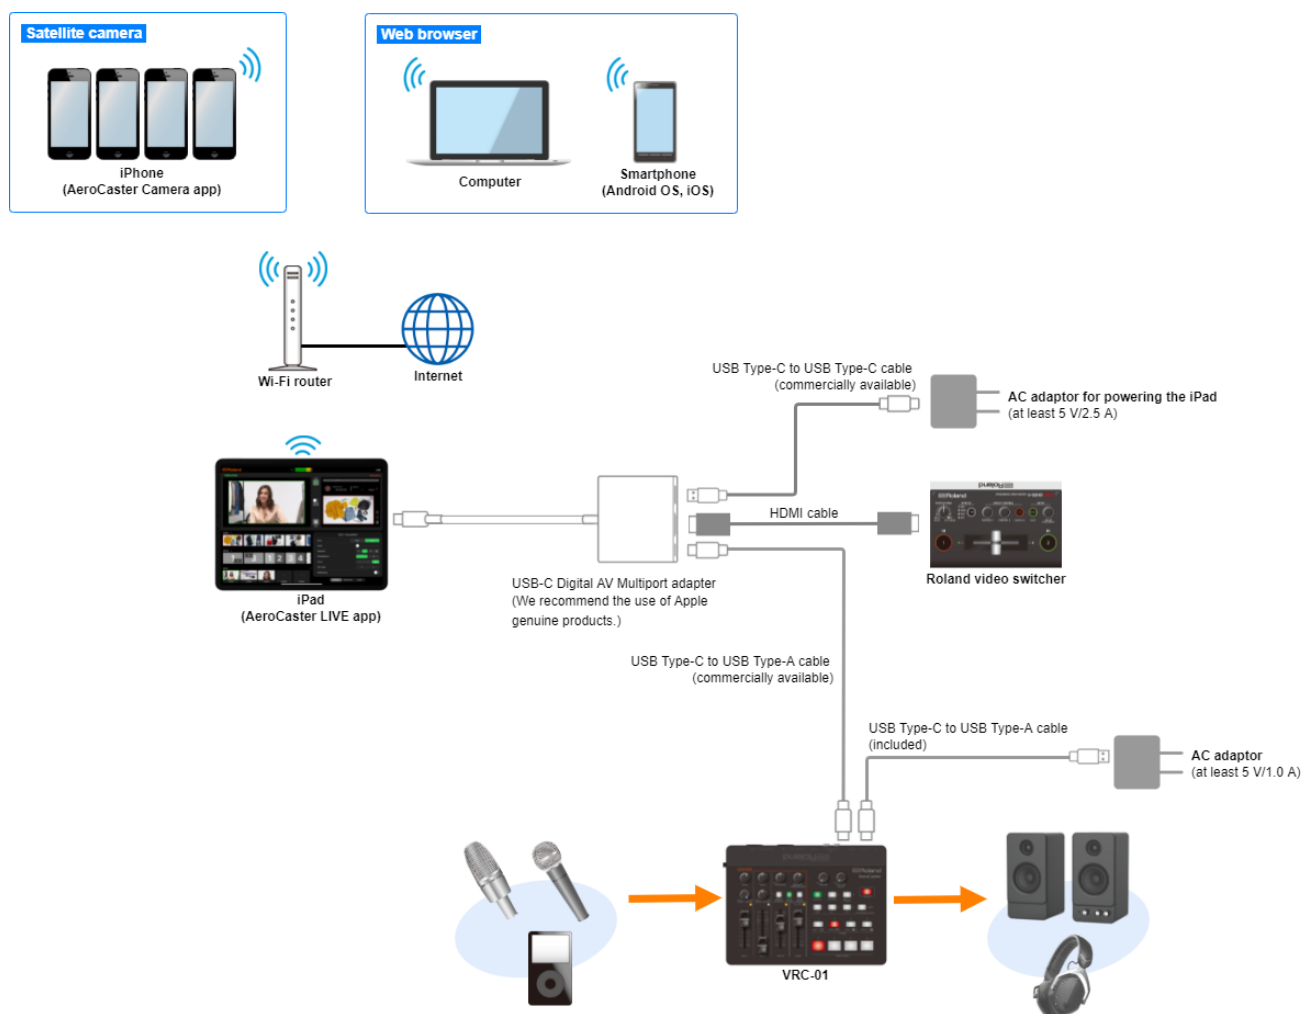 Satellite camera
iPhone
(AeroCaster Camera app)
Web browser
Computer
Smartphone
(Android OS, iOS)
Wi-Fi router
Internet
USB Type-C to USB Type-C cable
(commercially available)
AC adaptor for powering the iPad
(at least 5 V/2.5 A)
HDMI cable
Roland
Roland
Roland video switcher
iPad
(AeroCaster LIVE app)
USB-C Digital AV Multiport adapter
(We recommend the use of Apple
genuine products.)
USB Type-C to USB Type-A cable
(commercially available)
USB Type-C to USB Type-A cable
(included)
AC adaptor
(at least 5 V/1.0 A)
Roland
Roland
VRC-01